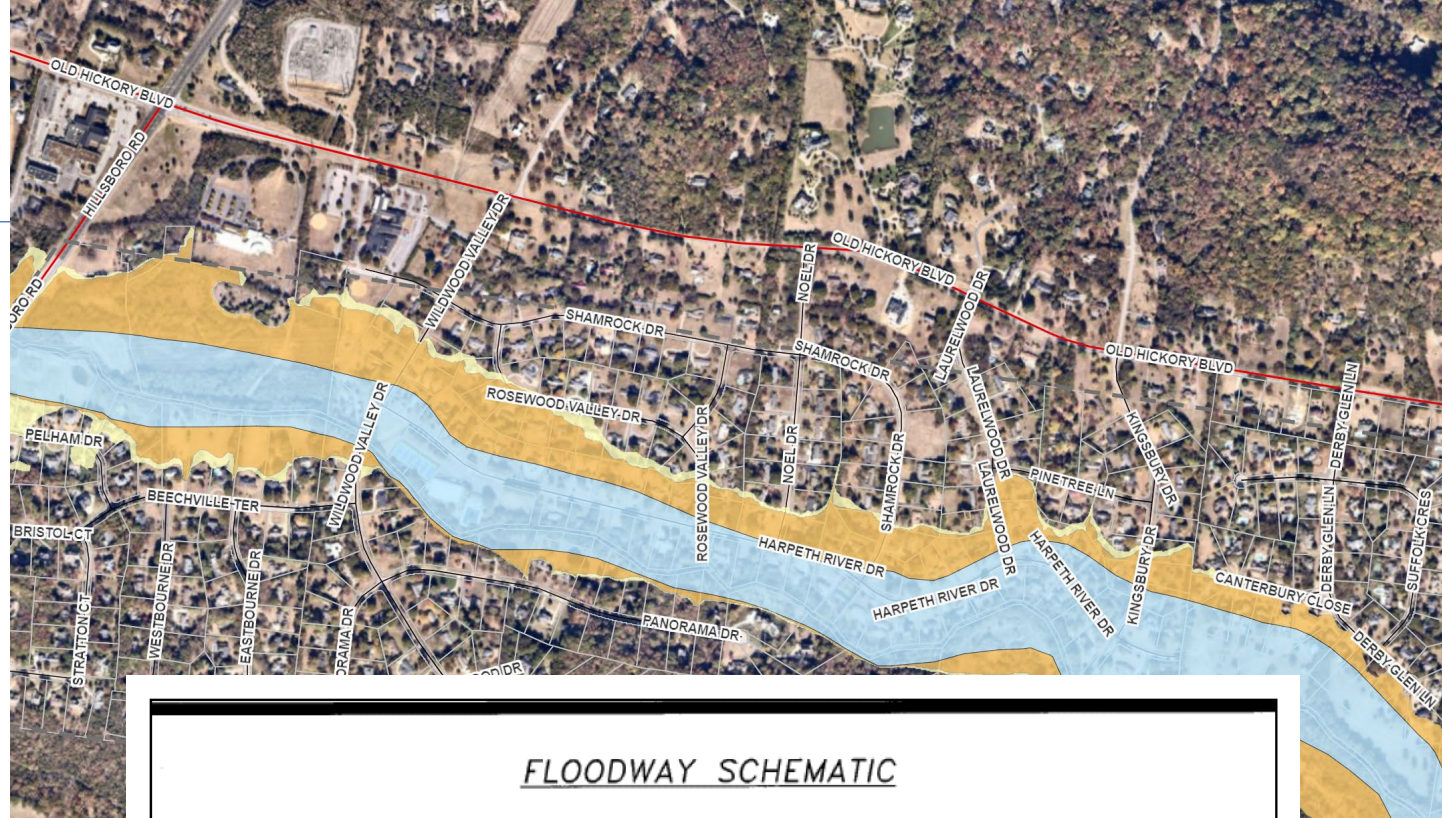 OLD HICKORY BLVD
HILLSBORO RD
WILDWOOD VALLEY DR
NOEL DR
OLD HICKORY BLVD
LAURELWOOD DR
SHAMROCK DR
SHAMROCK DR
OLD HICKORY BLVD
DERBY GLEN LN
ROSEWOOD VALLEY DR
LAURELWOOD DR
KINGSBURY DR
PELHAM DR
WILDWOOD VALLEY DR
ROSEWOOD VALLEY DR
NOEL DR
SHAMROCK DR
LAURELWOOD DR
PINETREE LN
DERBY GLEN LN
SUFFOLK CRES
BEECHVILLE TER
BRISTOL CT
HARPETH RIVER DR
HARPETH RIVER DR
HARPETH RIVER DR
KINGSBURY DR
CANTERBURY CLOSE
STRATTON CT
WESTBOURNE DR
EASTBOURNE DR
PANORAMA DR
DERBY GLEN LN
FLOODWAY SCHEMATIC